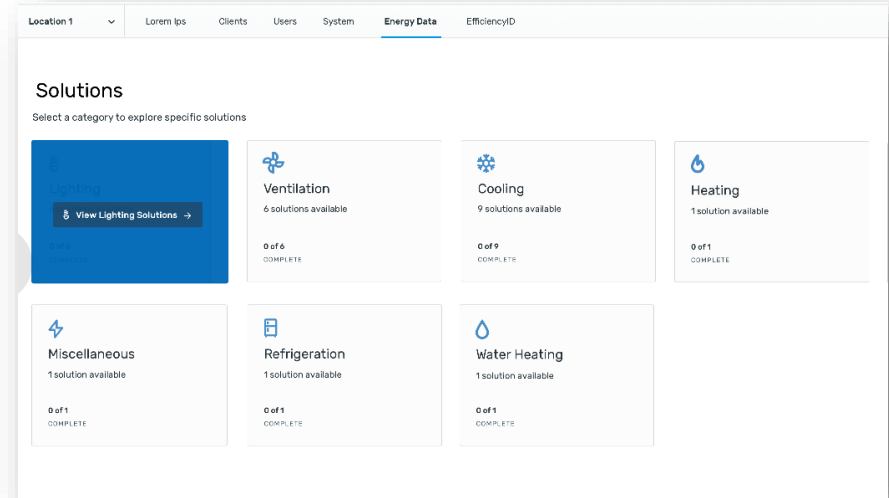 Location 1
Lorem Ips
Clients
Users
System
Energy Data
EfficiencyID
Solutions
Select a category to explore specific solutions
Lighting
View Lighting Solutions →
Ventilation
6 solutions available
0 of 6
COMPLETE
Cooling
9 solutions available
0 of 9
COMPLETE
Heating
1 solution available
0 of 1
COMPLETE
Miscellaneous
1 solution available
0 of 1
COMPLETE
Refrigeration
1 solution available
0 of 1
COMPLETE
Water Heating
1 solution available
0 of 1
COMPLETE